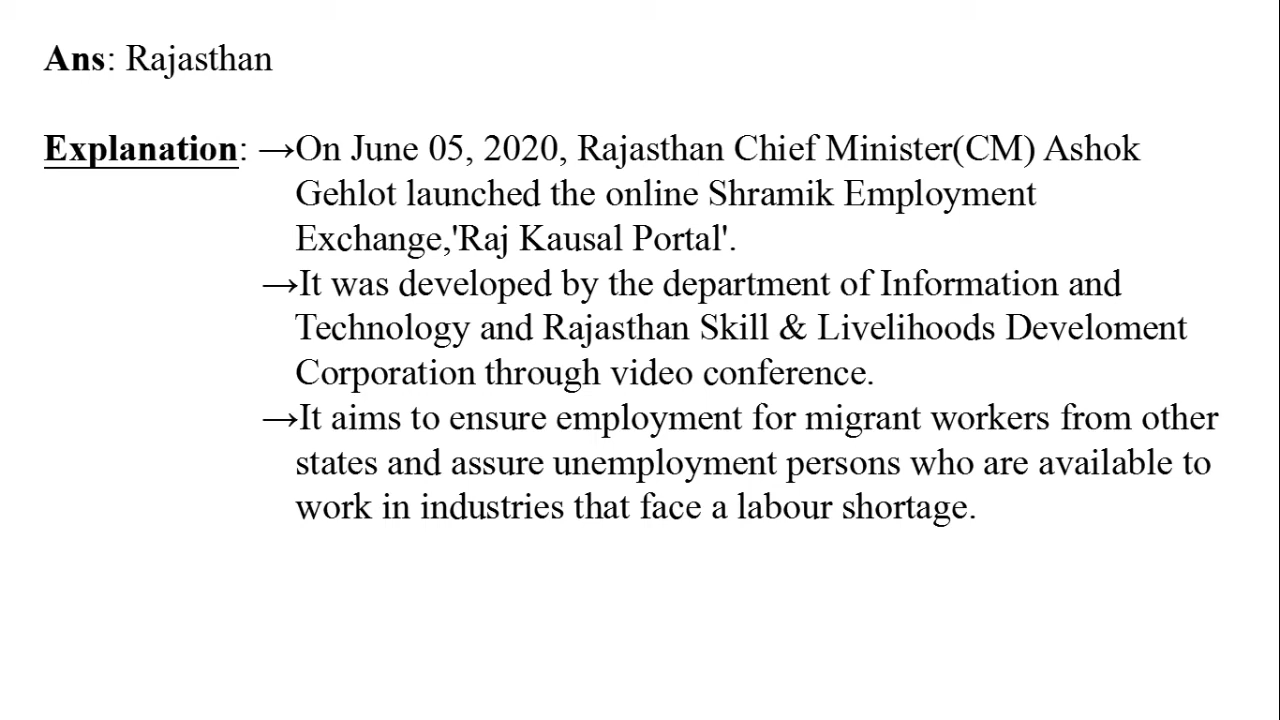 Ans: Rajasthan
Explanation: →On June 05, 2020, Rajasthan Chief Minister(CM) Ashok
Gehlot launched the online Shramik Employment
Exchange,'Raj Kausal Portal'.
→It was developed by the department of Information and
Technology and Rajasthan Skill & Livelihoods Develoment
Corporation through video conference.
→It aims to ensure employment for migrant workers from other
states and assure unemployment persons who are available to
work in industries that face a labour shortage.